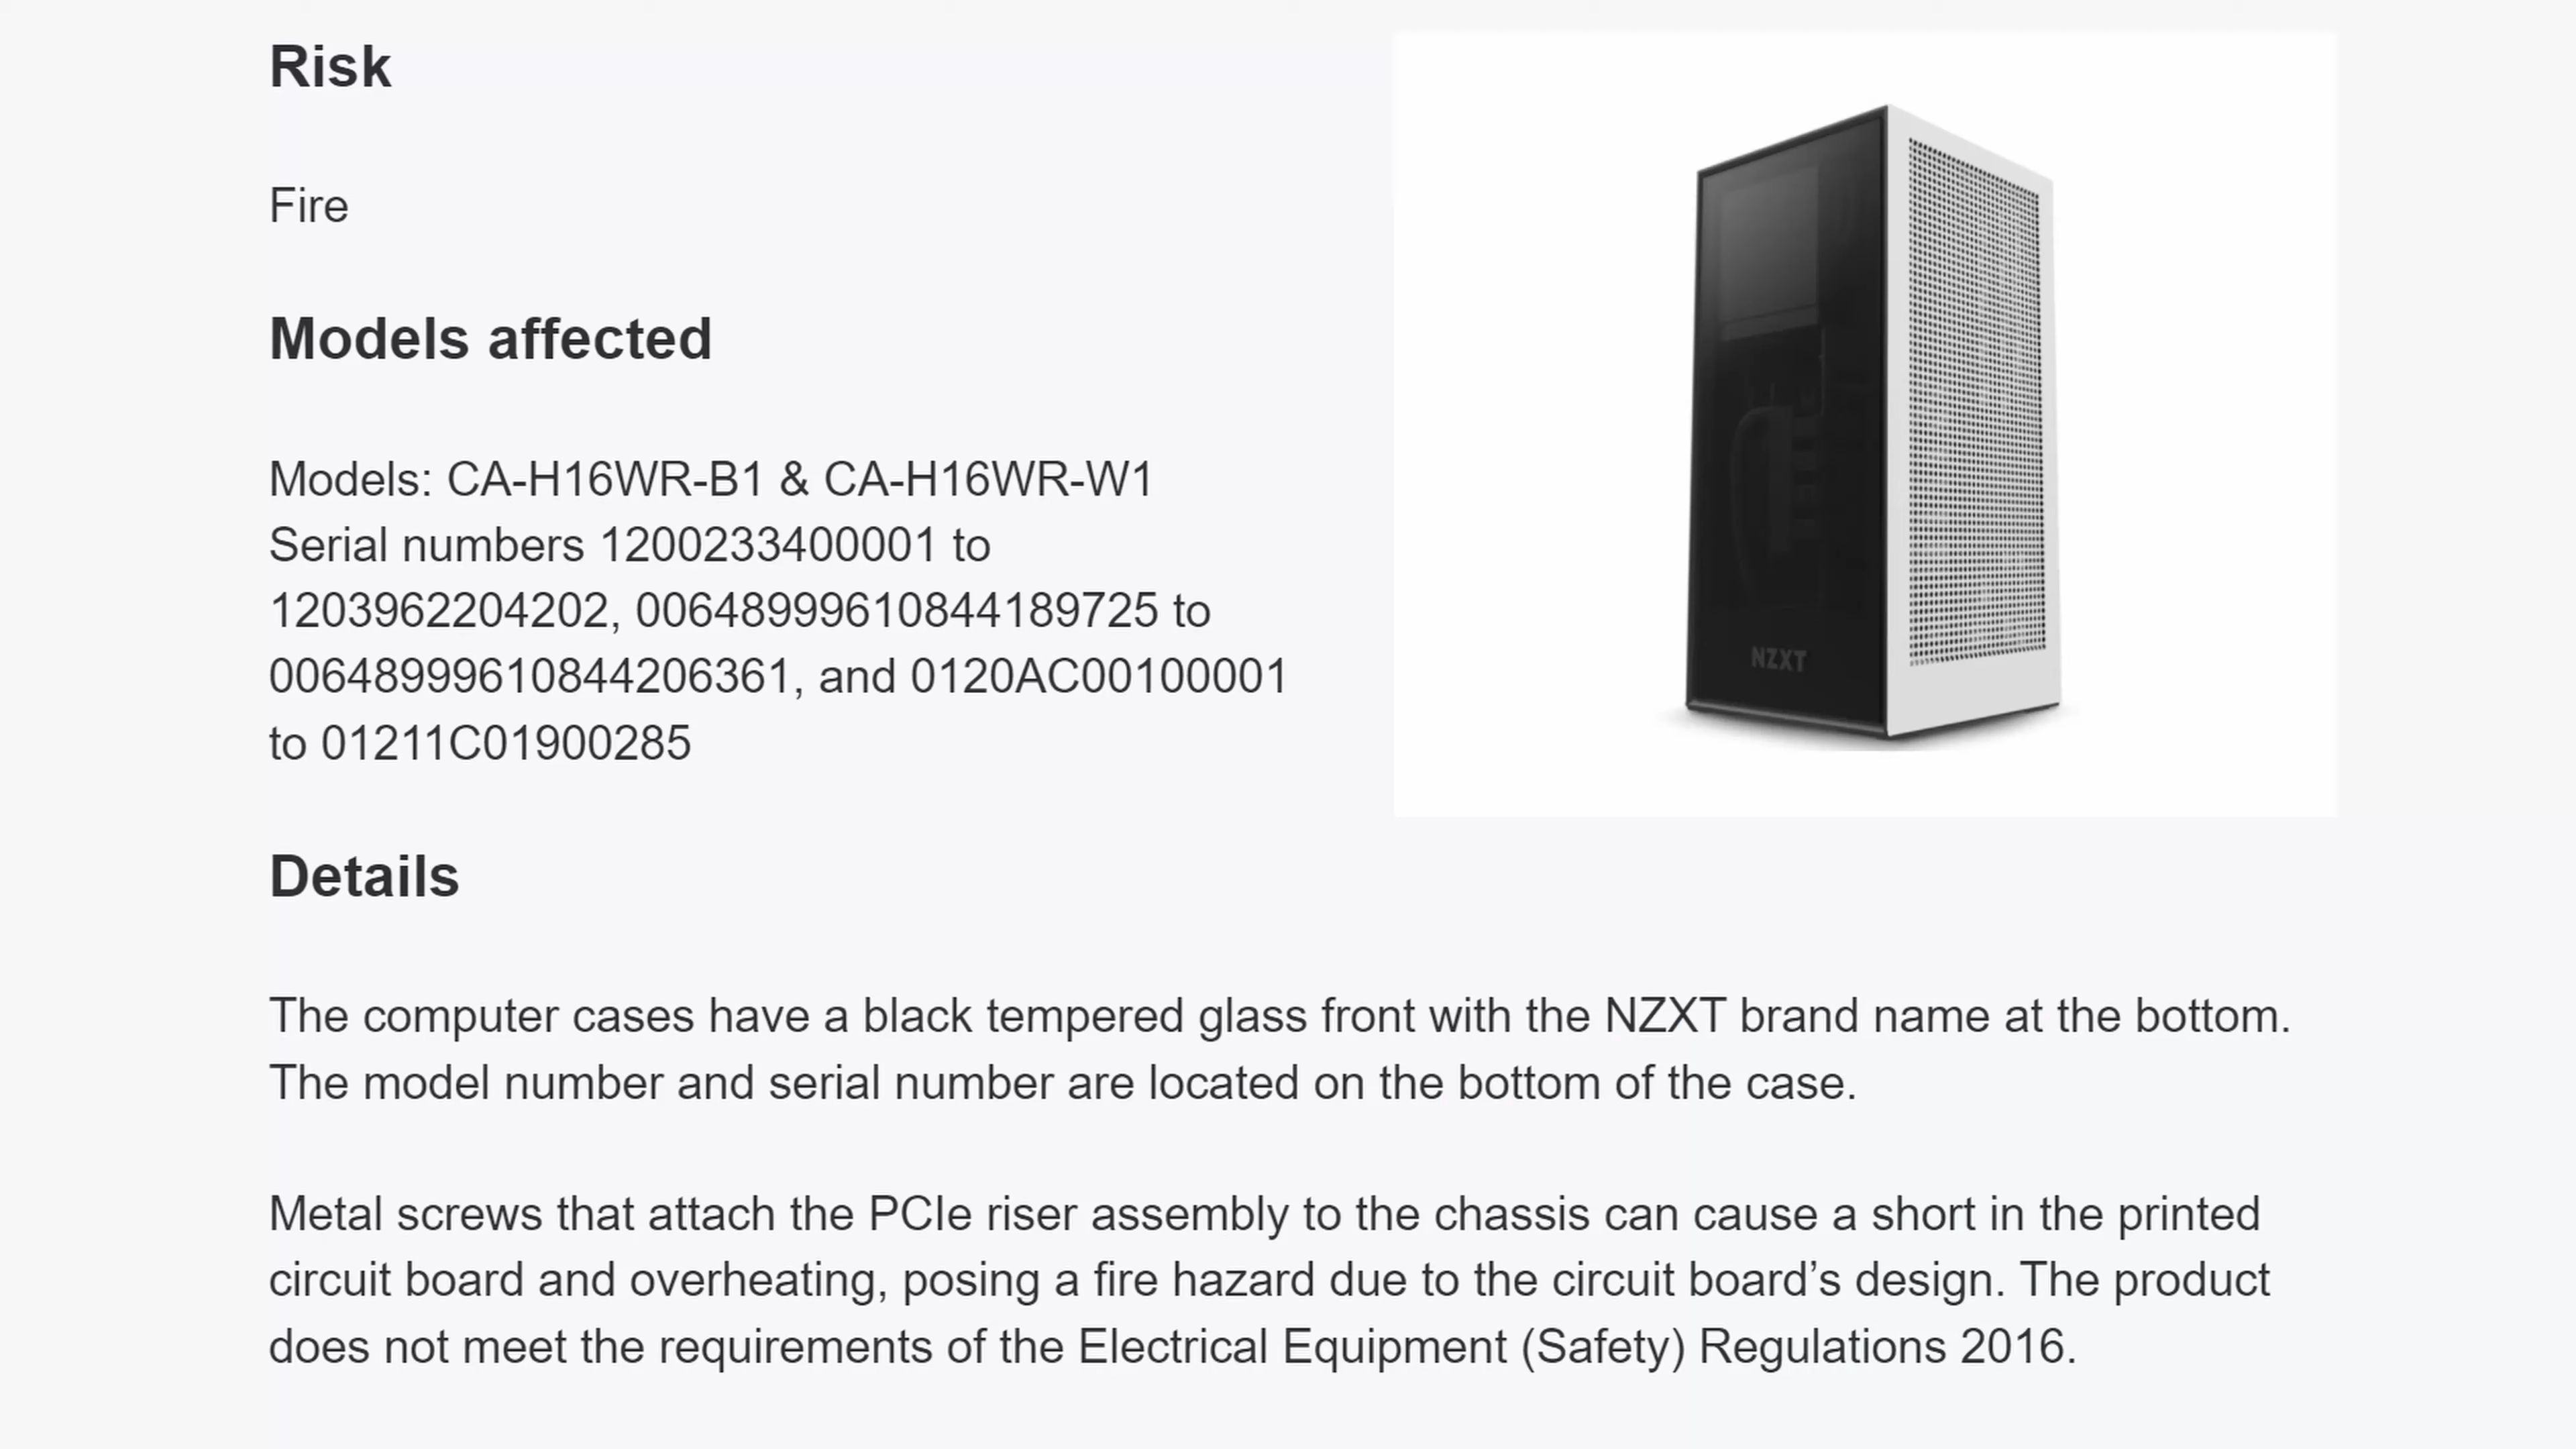 Risk
Fire
Models affected
Models: CA-H16WR-B1 & CA-H16WR-W1
Serial numbers 1200233400001 to
1203962204202, 00648999610844189725 to
00648999610844206361, and 0120AC00100001
to 01211C01900285
NZXT
Details
The computer cases have a black tempered glass front with the NZXT brand name at the bottom.
The model number and serial number are located on the bottom of the case.
Metal screws that attach the PCIe riser assembly to the chassis can cause a short in the printed
circuit board and overheating, posing a fire hazard due to the circuit board’s design. The product
does not meet the requirements of the Electrical Equipment (Safety) Regulations 2016.